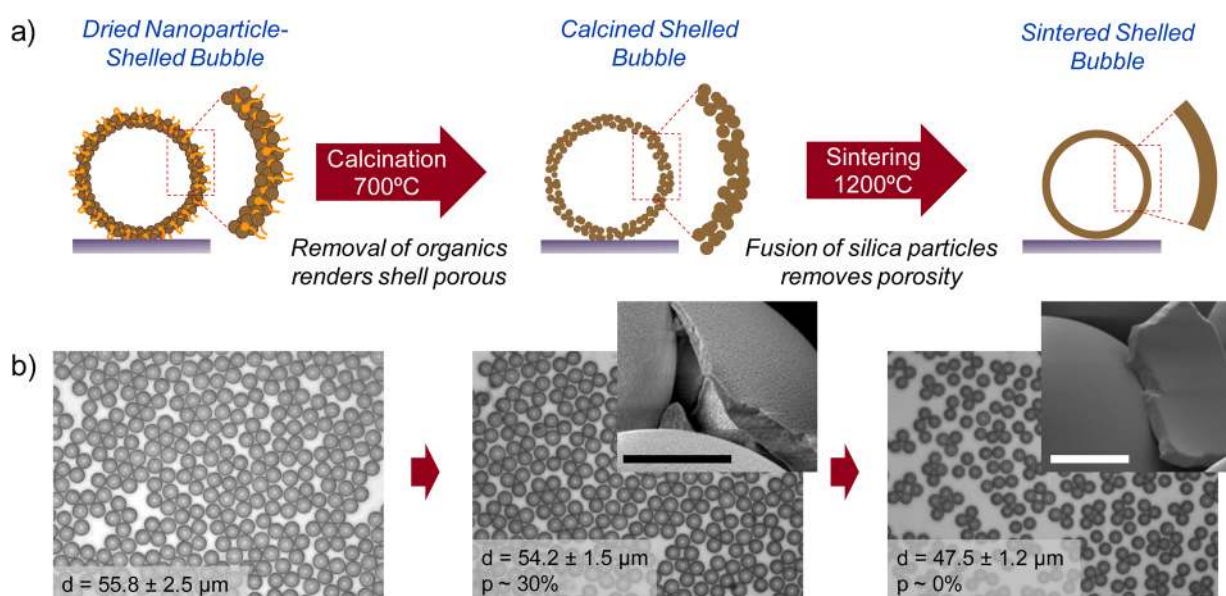 a)
Dried Nanoparticle-
Shelled Bubble
Calcined Shelled
Bubble
Sintered Shelled
Bubble
Calcination
700ºC
Sintering
1200ºC
Removal of organics
renders shell porous
Fusion of silica particles
removes porosity
b)
d = 55.8 ± 2.5 µm
d = 54.2 ± 1.5 µm
p ~ 30%
d = 47.5 ± 1.2 µm
p ~ 0%